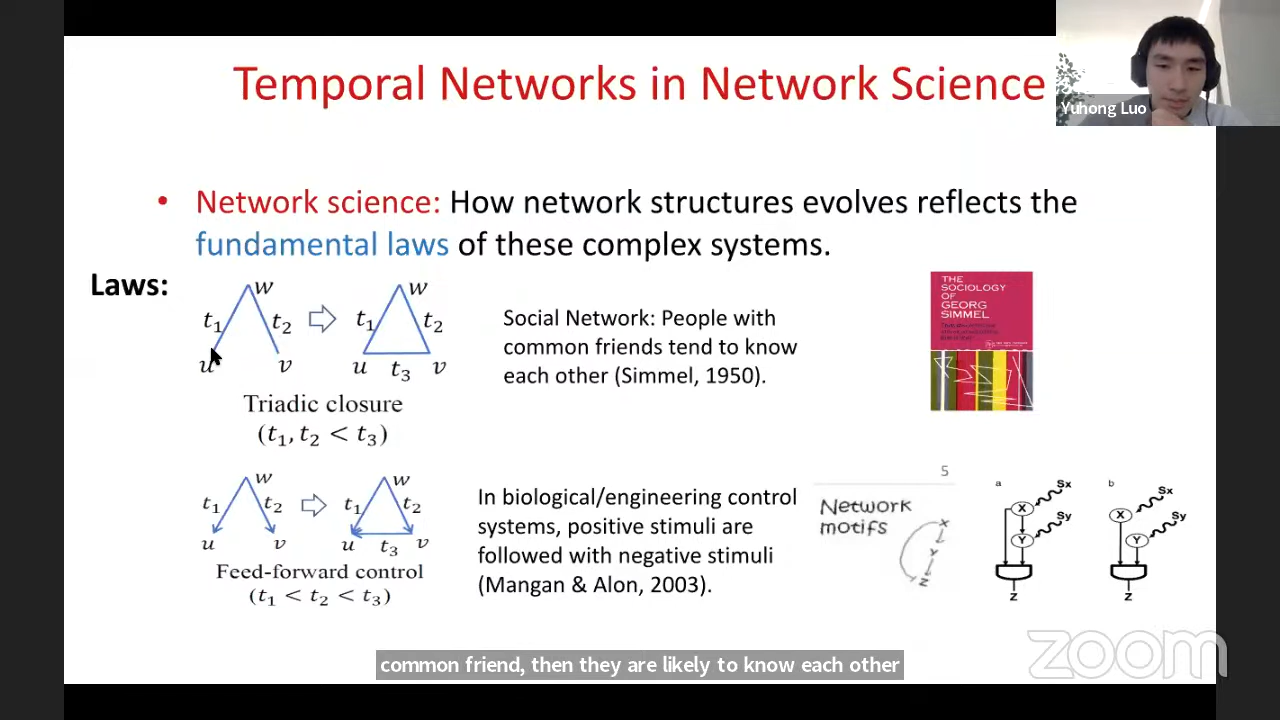 Temporal Networks in Network Science
Yuhong Luo
• Network science: How network structures evolves reflects the
fundamental laws of these complex systems.
Laws:
w
t₁ t₂
u v
w
t₁ t₂
u t₃ v
Triadic closure
(t₁, t₂ < t₃)
Social Network: People with
common friends tend to know
each other (Simmel, 1950).
THE
SOCIOLOGY
OF
GEORG
SIMMEL
w
t₁ t₂
u v
w
t₁ t₂
u t₃ v
Feed-forward control
(t₁ < t₂ < t₃)
In biological/engineering control
systems, positive stimuli are
followed with negative stimuli
(Mangan & Alon, 2003).
5
Network
motifs
X
Y
Z
a
Sx
X
Sy
Y
Z
b
Sx
X
Sy
Y
Z
zoom
common friend, then they are likely to know each other